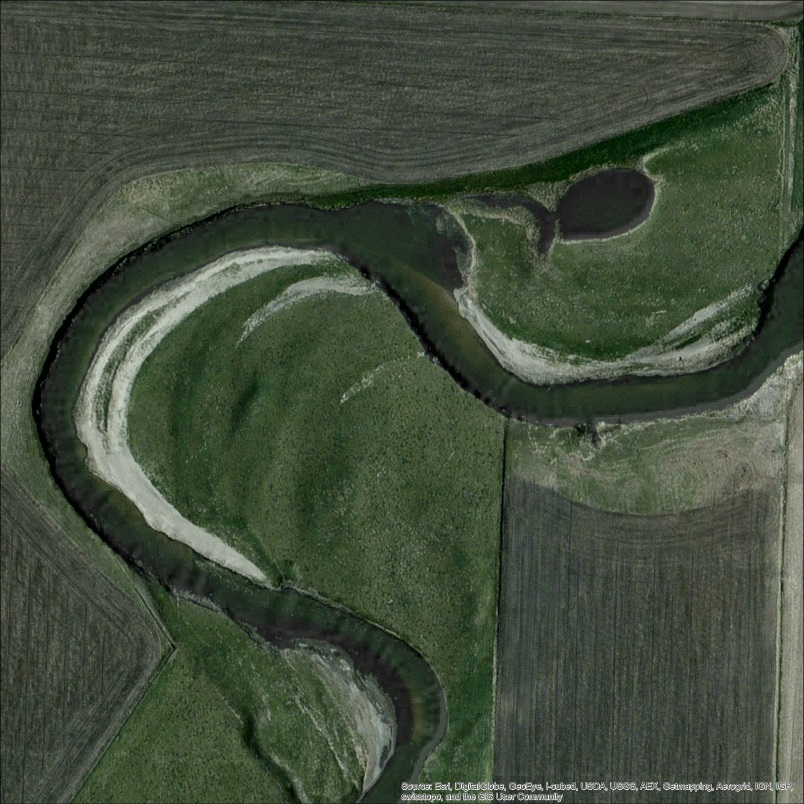 Source: Esri, DigitalGlobe, GeoEye, i-cubed, USDA, USGS, AEX, Getmapping, Aerogrid, IGN, IGP,
swisstopo, and the GIS User Community